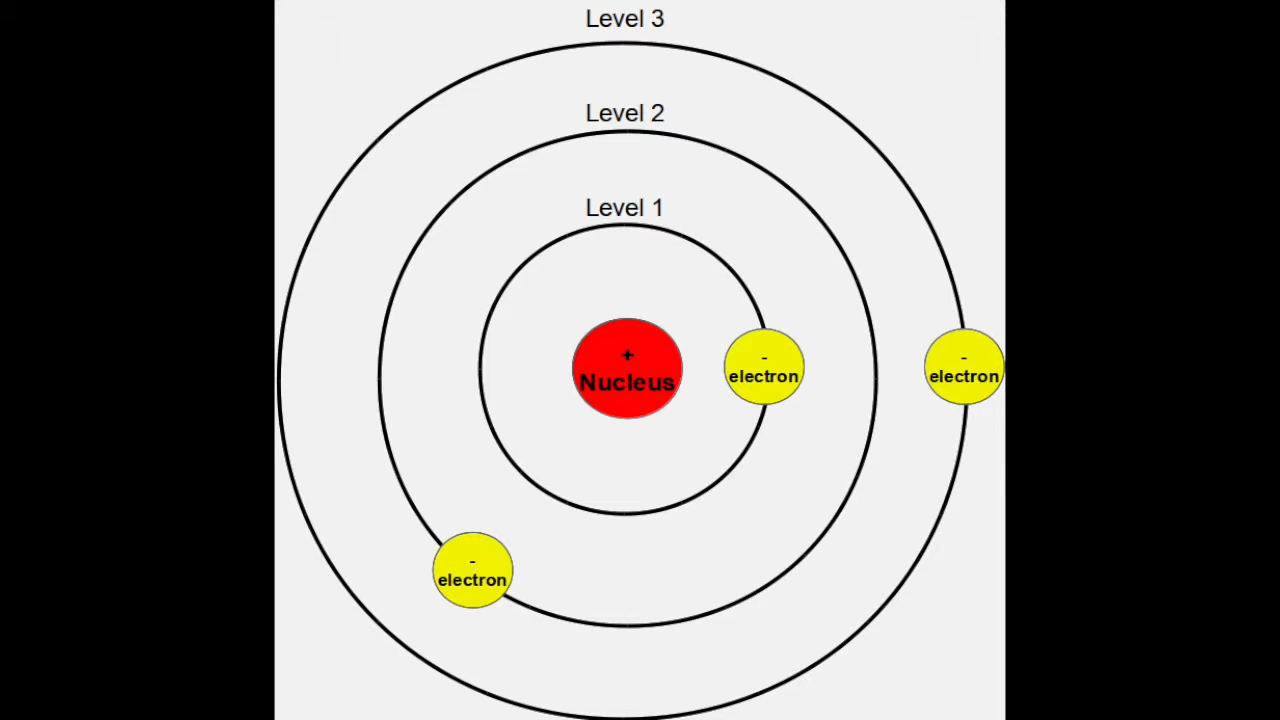 Level 3
Level 2
Level 1
+
Nucleus
-
electron
-
electron
-
electron